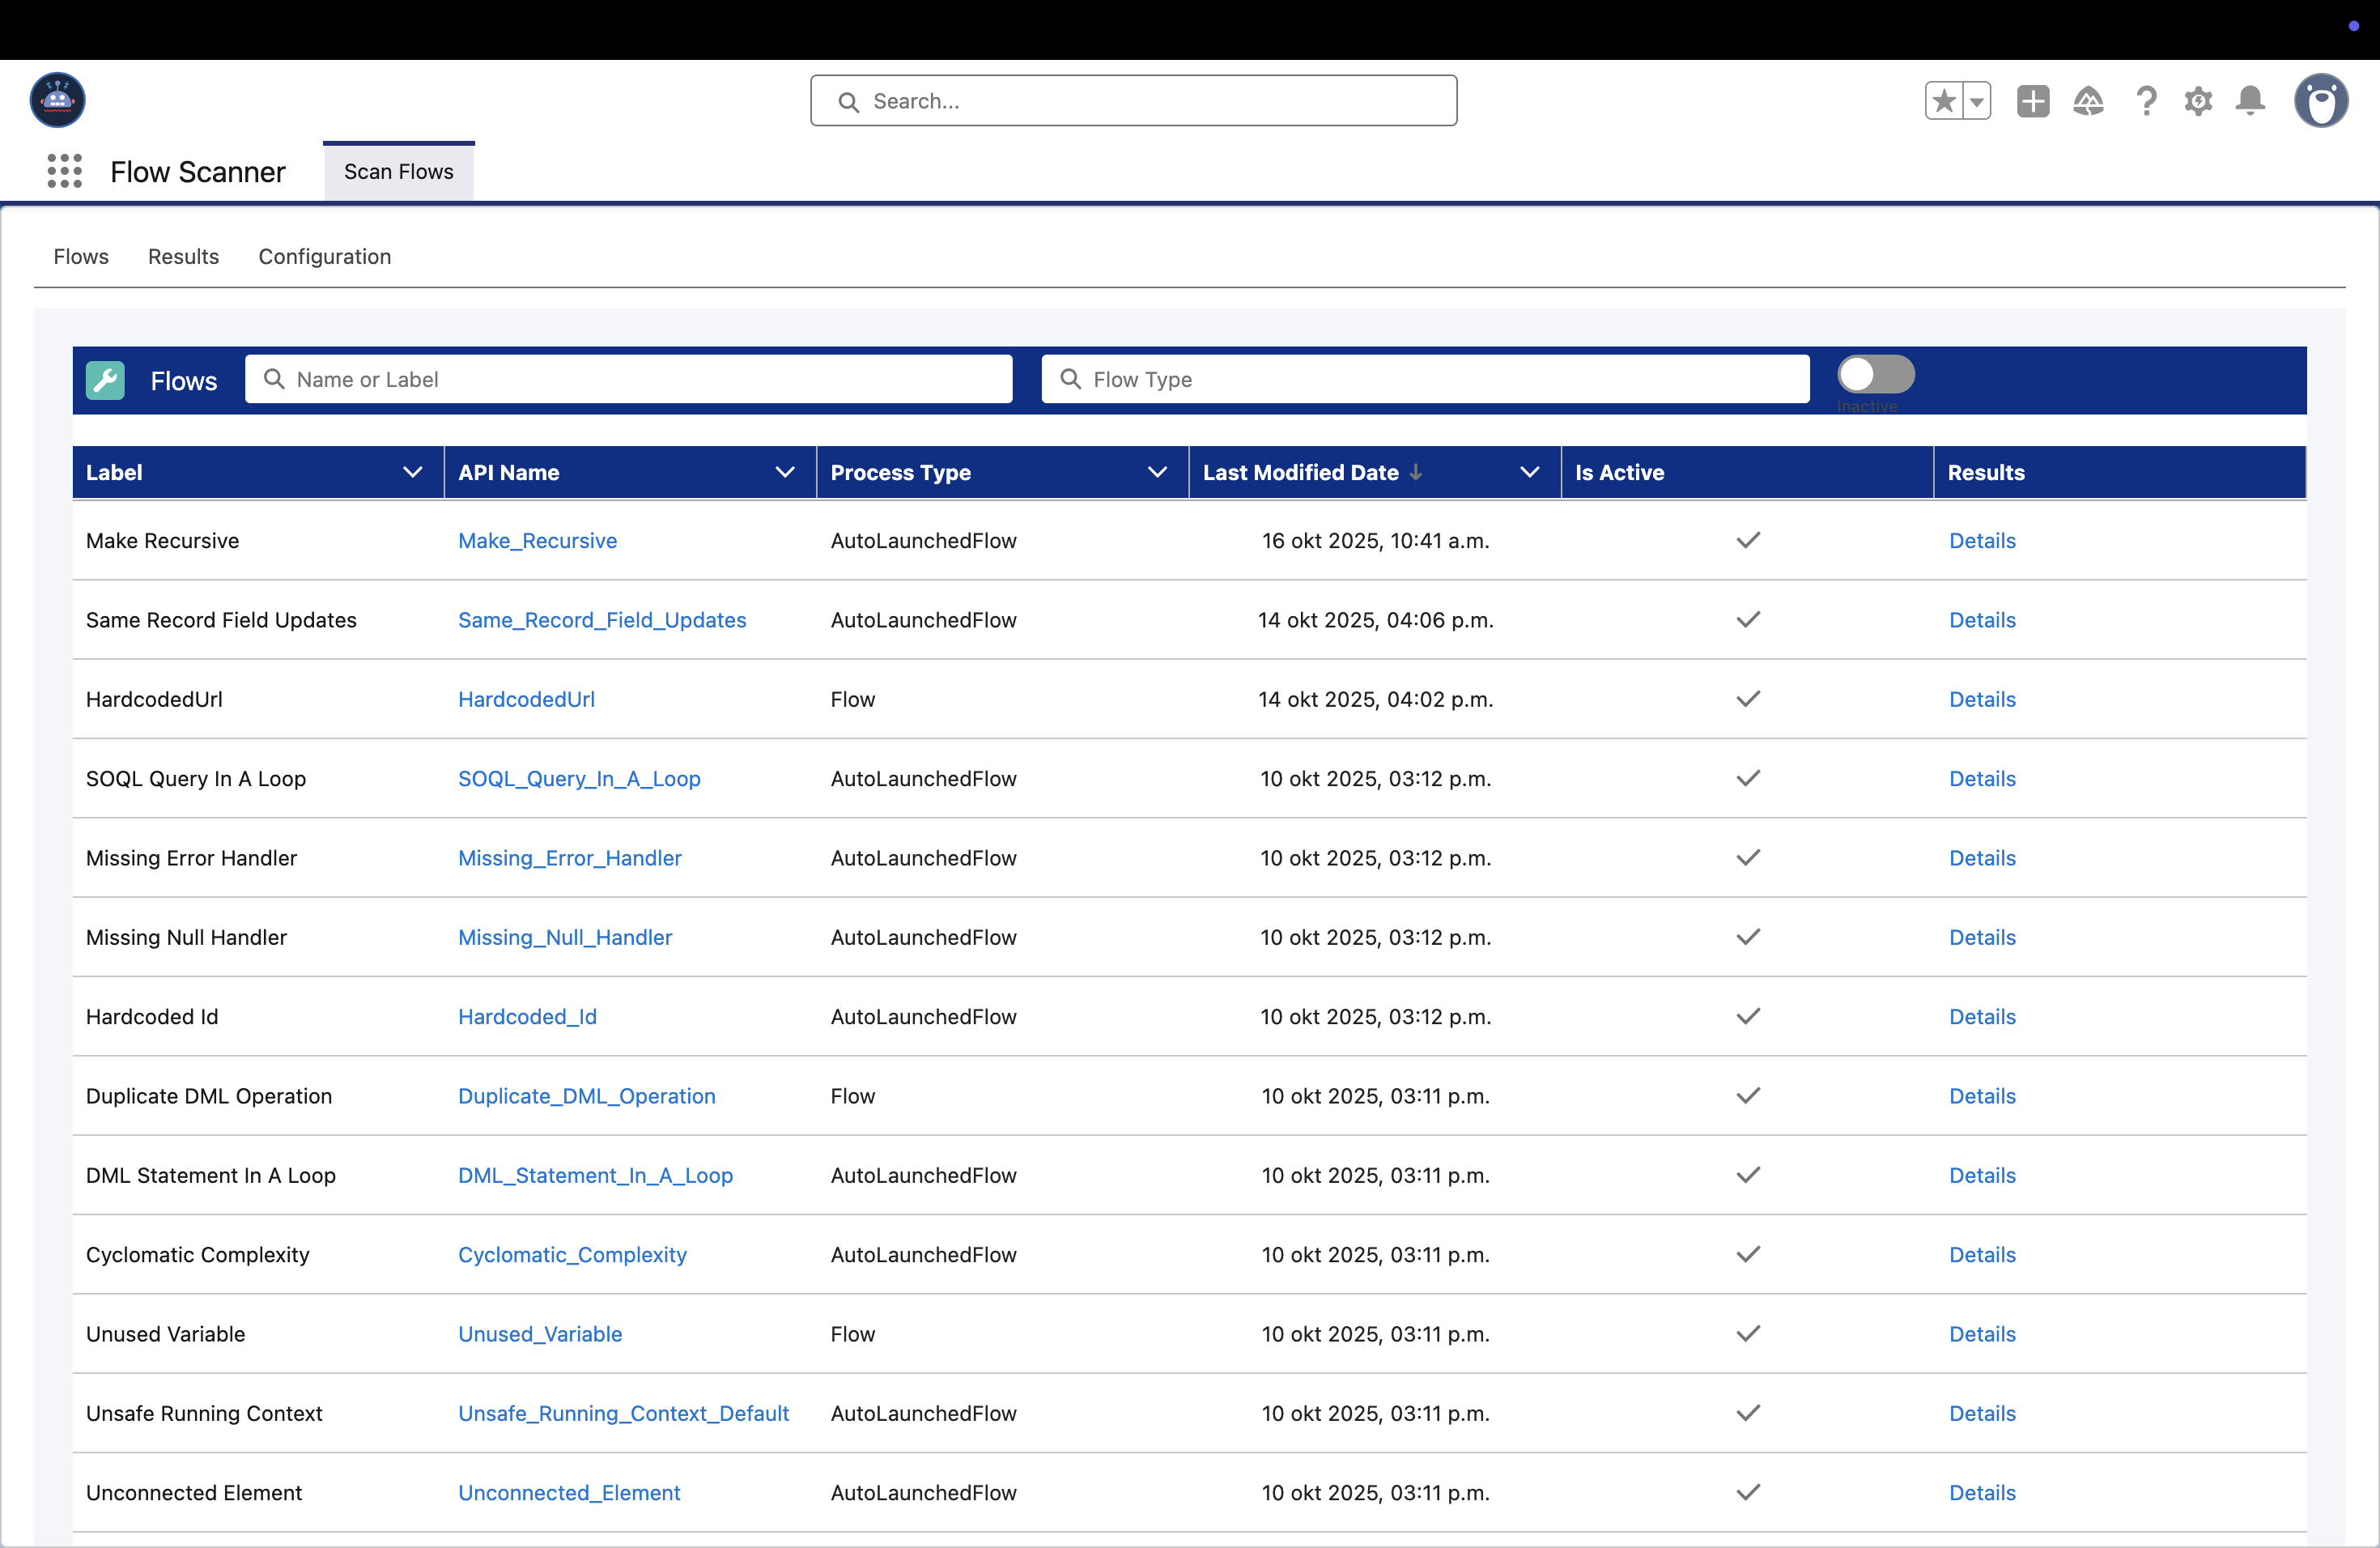 Search...
Flow Scanner Scan Flows
Flows Results Configuration
Flows Name or Label Flow Type
Inactive
Label API Name Process Type Last Modified Date Is Active Results
Make Recursive Make_Recursive AutoLaunchedFlow 16 okt 2025, 10:41 a.m. Details
Same Record Field Updates Same_Record_Field_Updates AutoLaunchedFlow 14 okt 2025, 04:06 p.m. Details
HardcodedUrl HardcodedUrl Flow 14 okt 2025, 04:02 p.m. Details
SOQL Query In A Loop SOQL_Query_In_A_Loop AutoLaunchedFlow 10 okt 2025, 03:12 p.m. Details
Missing Error Handler Missing_Error_Handler AutoLaunchedFlow 10 okt 2025, 03:12 p.m. Details
Missing Null Handler Missing_Null_Handler AutoLaunchedFlow 10 okt 2025, 03:12 p.m. Details
Hardcoded Id Hardcoded_Id AutoLaunchedFlow 10 okt 2025, 03:12 p.m. Details
Duplicate DML Operation Duplicate_DML_Operation Flow 10 okt 2025, 03:11 p.m. Details
DML Statement In A Loop DML_Statement_In_A_Loop AutoLaunchedFlow 10 okt 2025, 03:11 p.m. Details
Cyclomatic Complexity Cyclomatic_Complexity AutoLaunchedFlow 10 okt 2025, 03:11 p.m. Details
Unused Variable Unused_Variable Flow 10 okt 2025, 03:11 p.m. Details
Unsafe Running Context Unsafe_Running_Context_Default AutoLaunchedFlow 10 okt 2025, 03:11 p.m. Details
Unconnected Element Unconnected_Element AutoLaunchedFlow 10 okt 2025, 03:11 p.m. Details